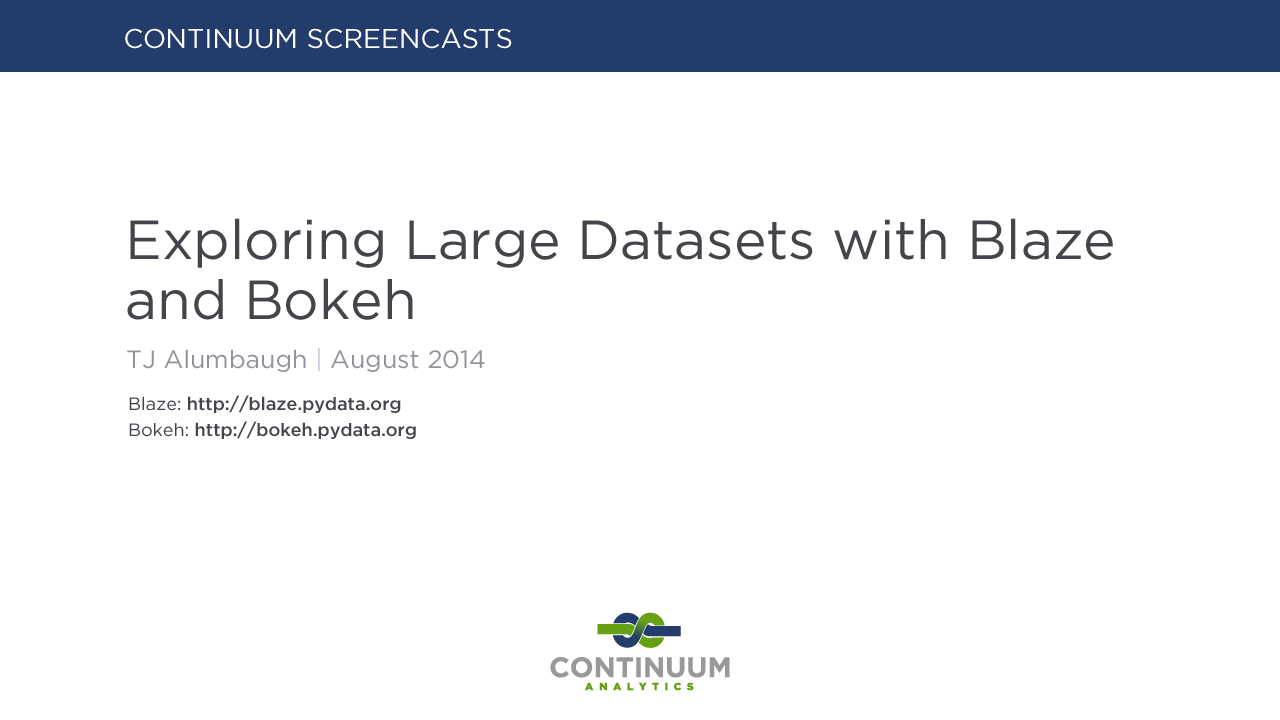 CONTINUUM SCREENCASTS
Exploring Large Datasets with Blaze
and Bokeh
TJ Alumbaugh | August 2014
Blaze: http://blaze.pydata.org
Bokeh: http://bokeh.pydata.org
CONTINUUM
ANALYTICS